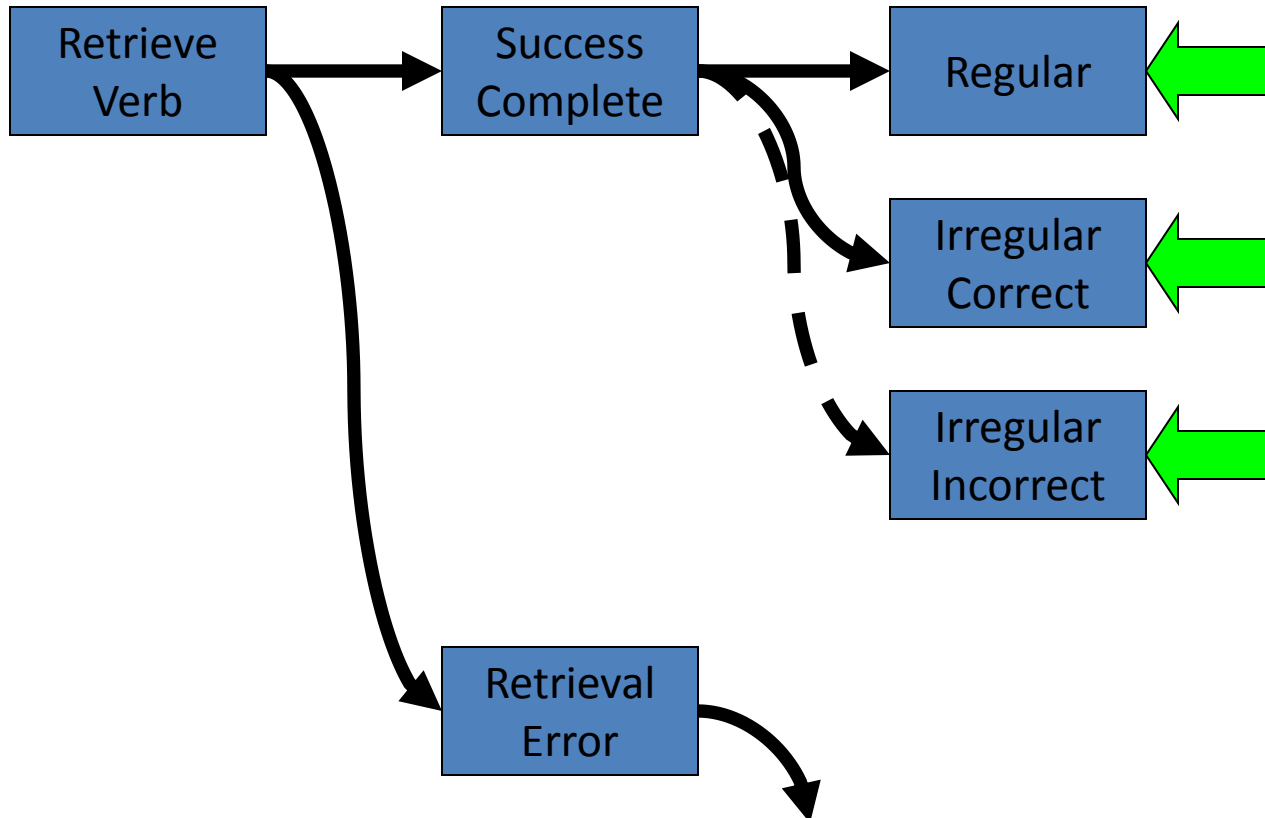 Retrieve
Verb
Success
Complete
Regular
Irregular
Correct
Irregular
Incorrect
Retrieval
Error